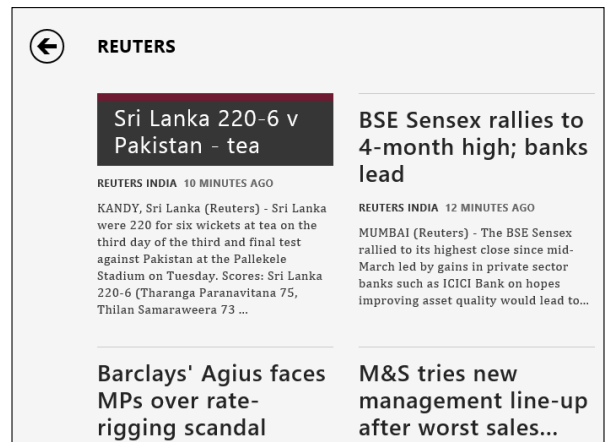 REUTERS
Sri Lanka 220-6 v
Pakistan - tea
REUTERS INDIA 10 MINUTES AGO
KANDY, Sri Lanka (Reuters) - Sri Lanka
were 220 for six wickets at tea on the
third day of the third and final test
against Pakistan at the Pallekele
Stadium on Tuesday. Scores: Sri Lanka
220-6 (Tharanga Paranavitana 75,
Thilan Samaraweera 73 ...
BSE Sensex rallies to
4-month high; banks
lead
REUTERS INDIA 12 MINUTES AGO
MUMBAI (Reuters) - The BSE Sensex
rallied to its highest close since mid-
March led by gains in private sector
banks such as ICICI Bank on hopes
improving asset quality would lead to...
Barclays' Agius faces
MPs over rate-
rigging scandal
M&S tries new
management line-up
after worst sales...